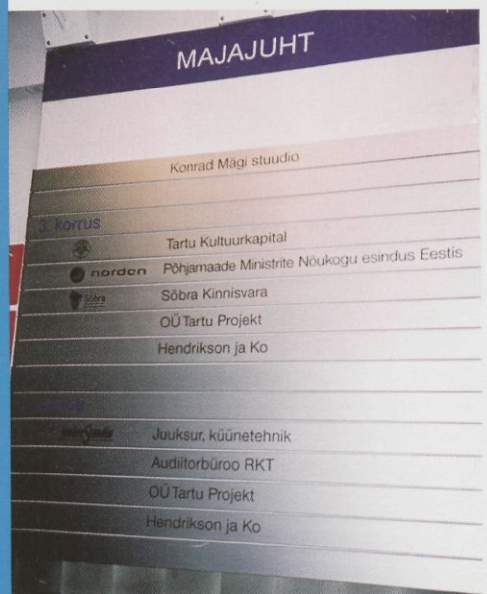 MAJAJUHT
Konrad Mägi stuudio
3. korrus
Tartu Kultuurkapital
norden Põhjamaade Ministrite Nõukogu esindus Eestis
Sõbra Sõbra Kinnisvara
OÜ Tartu Projekt
Hendrikson ja Ko
Juuksur, küünetehnik
Audiitorbüroo RKT
OÜ Tartu Projekt
Hendrikson ja Ko